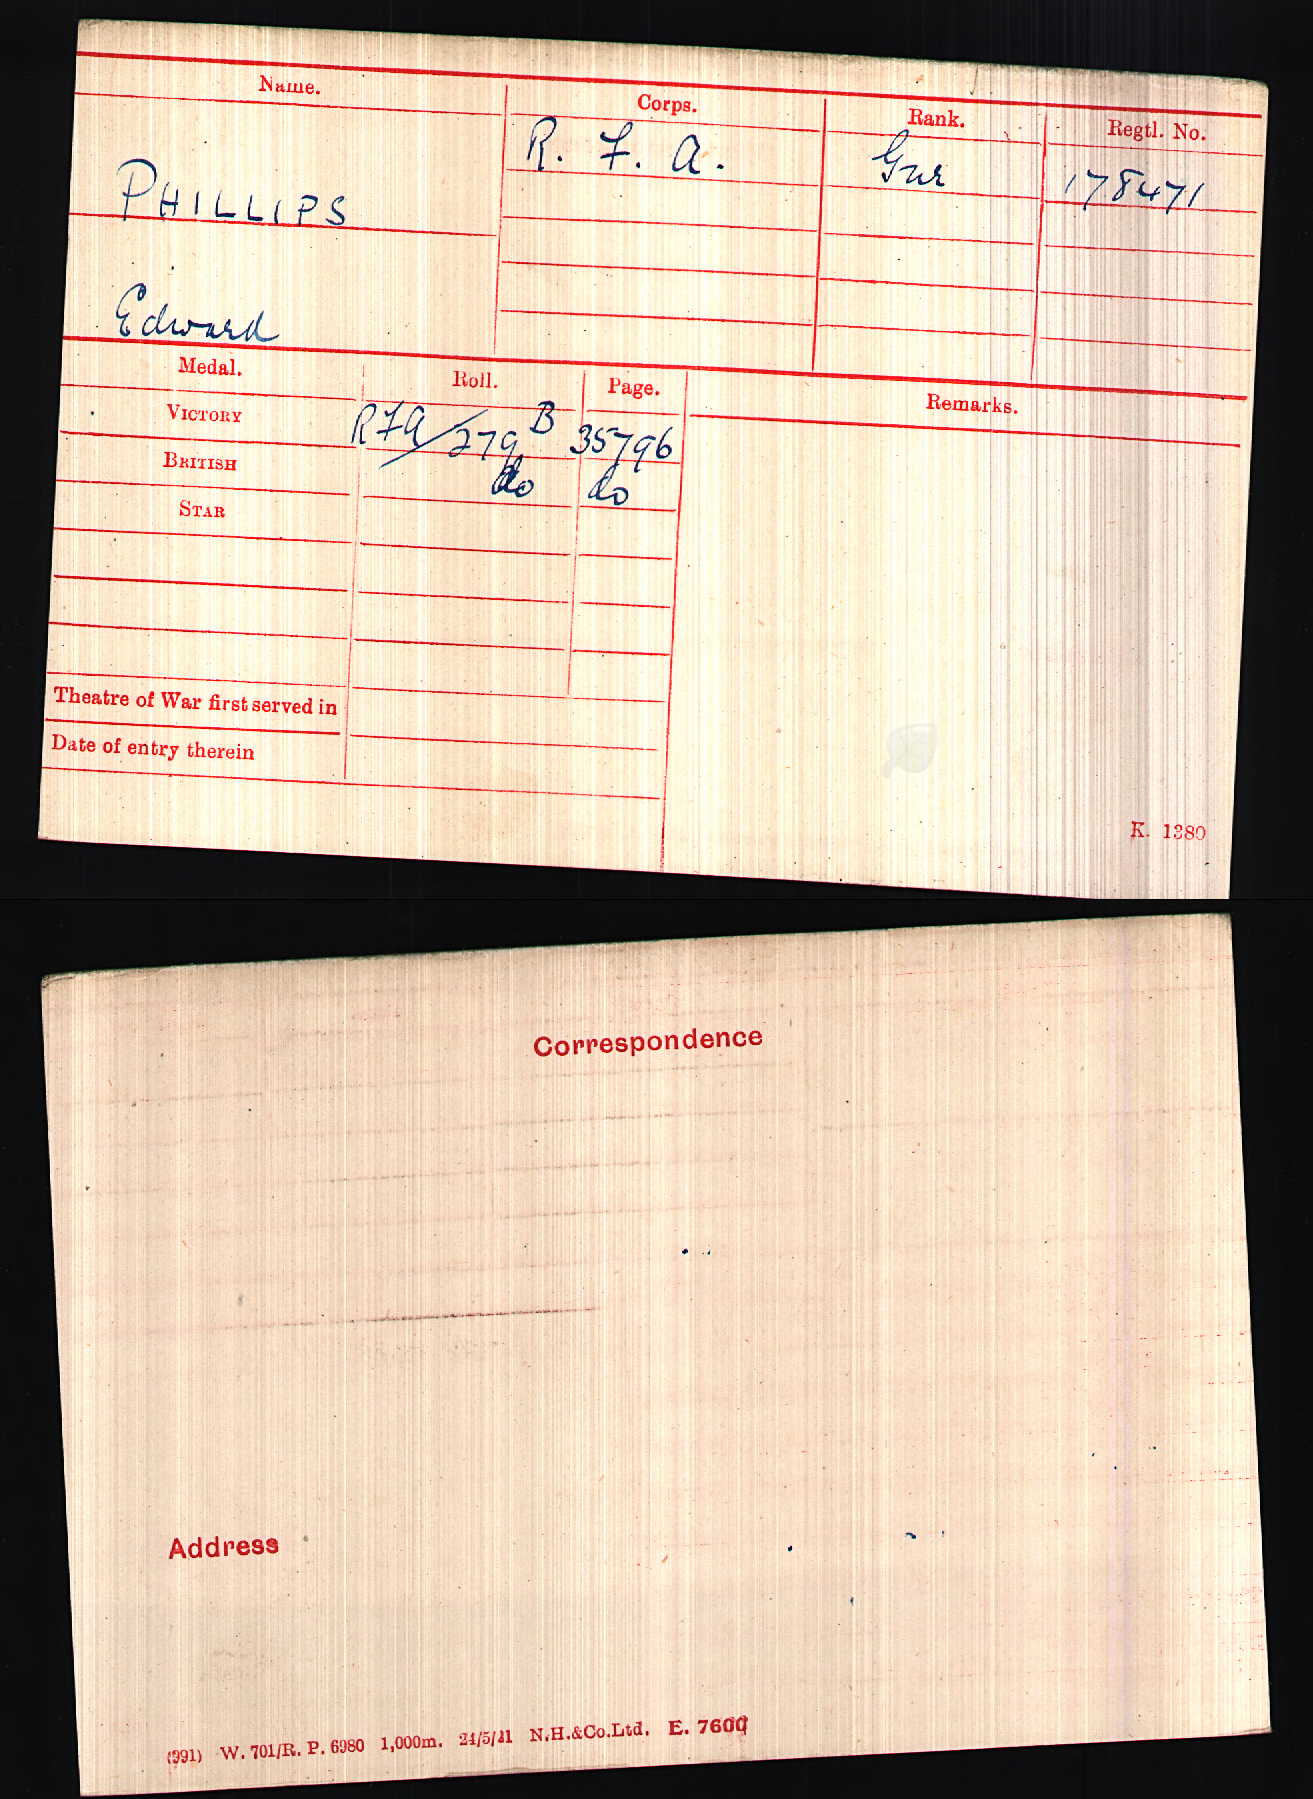 Name. Corps. Rank. Regtl. No.
PHILLIPS R. F. A. Gnr 178471
Edward
Medal. Roll. Page. Remarks.
VICTORY RFA/279 B 35796
BRITISH do do
STAR
Theatre of War first served in
Date of entry therein
K. 1380
Correspondence
Address
(991) W. 701/R. P. 6980 1,000m. 24/5/21 N.H.&Co.Ltd. E. 7600